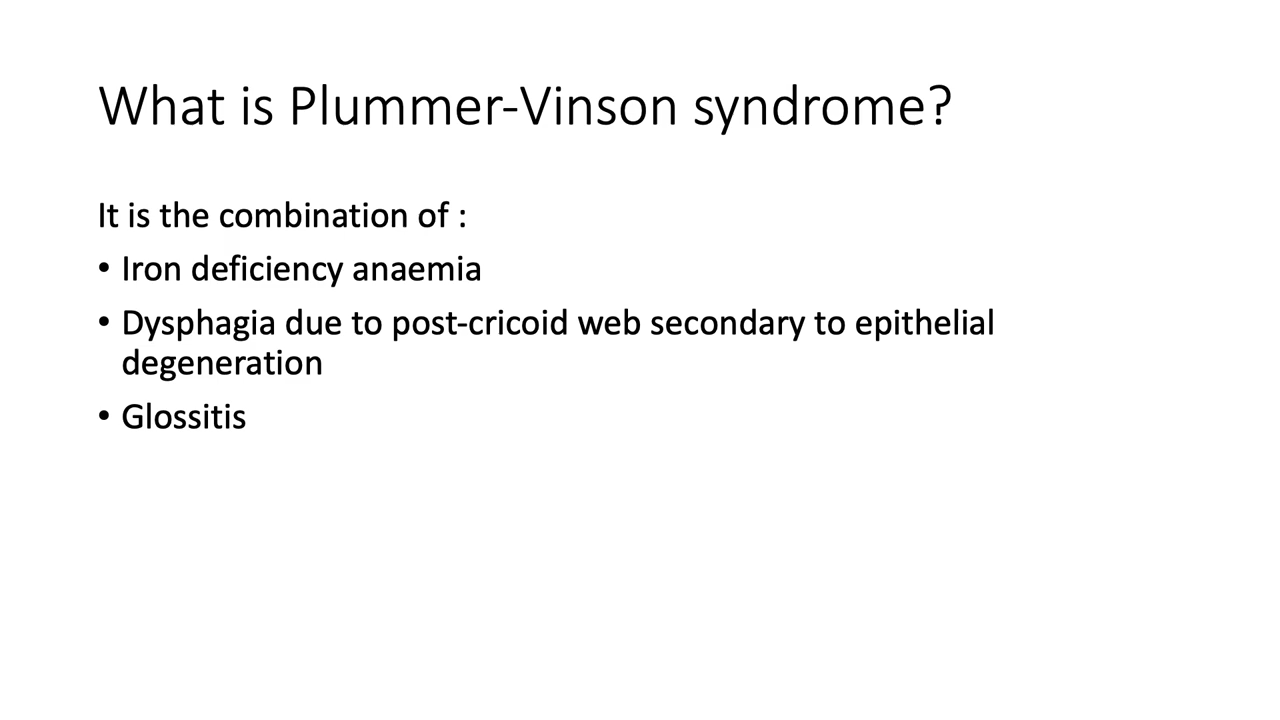 What is Plummer-Vinson syndrome?
It is the combination of :
• Iron deficiency anaemia
• Dysphagia due to post-cricoid web secondary to epithelial
degeneration
• Glossitis